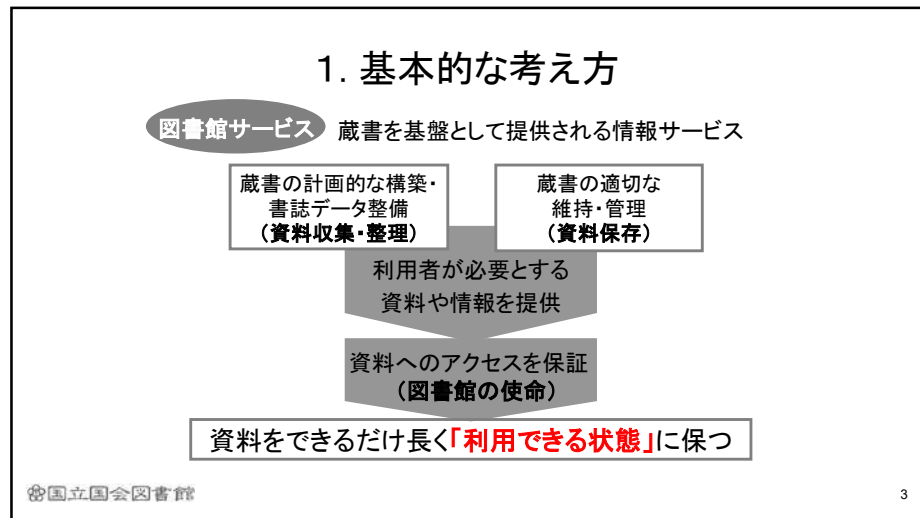 1. 基本的な考え方
図書館サービス 蔵書を基盤として提供される情報サービス
蔵書の計画的な構築・
書誌データ整備
（資料収集・整理）
蔵書の適切な
維持・管理
（資料保存）
利用者が必要とする
資料や情報を提供
資料へのアクセスを保証
（図書館の使命）
資料をできるだけ長く「利用できる状態」に保つ
国立国会図書館
3